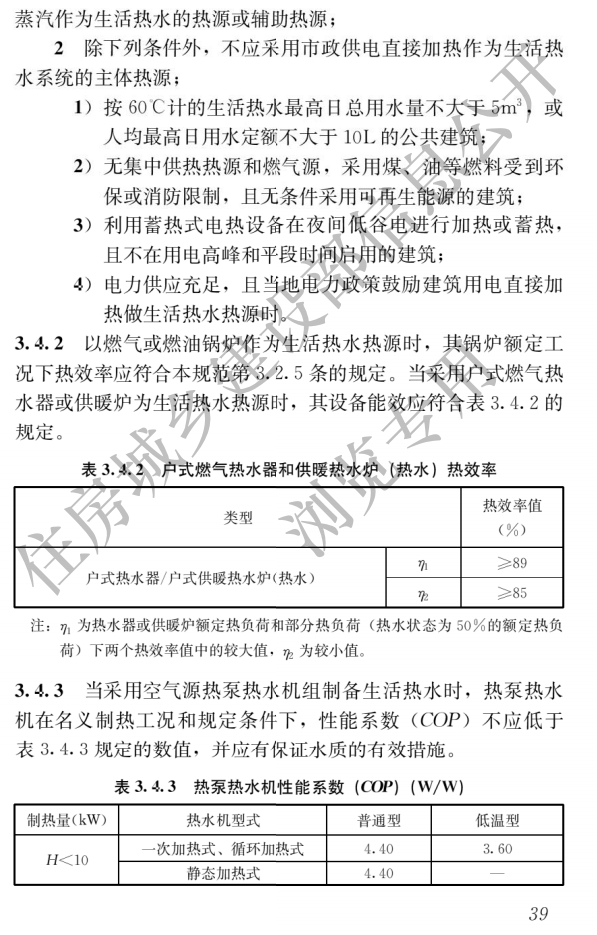 蒸汽作为生活热水的热源或辅助热源；
2 除下列条件外，不应采用市政供电直接加热作为生活热
水系统的主体热源；
1）按 60℃计的生活热水最高日总用水量不大于 5m³，或
人均最高日用水定额不大于 10L 的公共建筑；
2）无集中供热热源和燃气源，采用煤、油等燃料受到环
保或消防限制，且无条件采用可再生能源的建筑；
3）利用蓄热式电热设备在夜间低谷电进行加热或蓄热，
且不在用电高峰和平段时间启用的建筑；
4）电力供应充足，且当地电力政策鼓励建筑用电直接加
热做生活热水热源时。
3.4.2 以燃气或燃油锅炉作为生活热水热源时，其锅炉额定工
况下热效率应符合本规范第 3.2.5 条的规定。当采用户式燃气热
水器或供暖炉为生活热水热源时，其设备能效应符合表 3.4.2 的
规定。
表 3.4.2 户式燃气热水器和供暖热水炉（热水）热效率
类型 热效率值
（%）
户式热水器/户式供暖热水炉（热水） η₁ ≥89
η₂ ≥85
注：η₁ 为热水器或供暖炉额定热负荷和部分热负荷（热水状态为 50%的额定热负
荷）下两个热效率值中的较大值，η₂ 为较小值。
3.4.3 当采用空气源热泵热水机组制备生活热水时，热泵热水
机在名义制热工况和规定条件下，性能系数（COP）不应低于
表 3.4.3 规定的数值，并应有保证水质的有效措施。
表 3.4.3 热泵热水机性能系数（COP）（W/W）
制热量（kW） 热水机型式 普通型 低温型
H＜10 一次加热式、循环加热式 4.40 3.60
静态加热式 4.40 —
39
住房城乡建设部信息公开
浏览专用